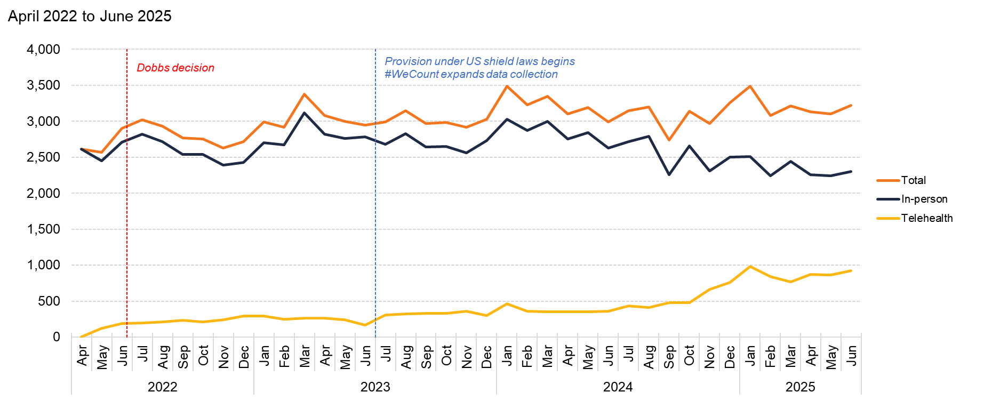 April 2022 to June 2025
4,000
3,500
3,000
2,500
2,000
1,500
1,000
500
0
Dobbs decision
Provision under US shield laws begins
#WeCount expands data collection
Total
In-person
Telehealth
Apr May Jun Jul Aug Sep Oct Nov Dec Jan Feb Mar Apr May Jun Jul Aug Sep Oct Nov Dec Jan Feb Mar Apr May Jun Jul Aug Sep Oct Nov Dec Jan Feb Mar Apr May Jun
2022 2023 2024 2025